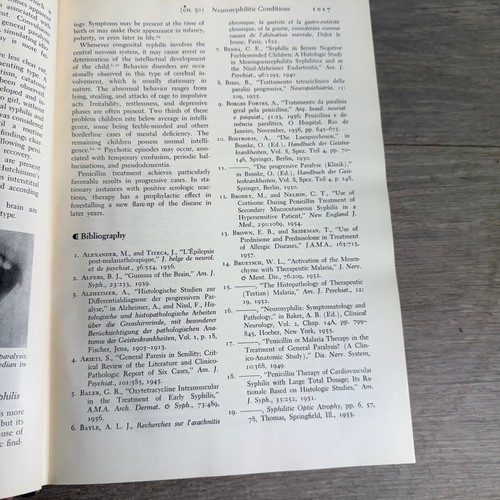 (CH. 50) Neurosyphilitic Conditions 1017
ings. Symptoms may be present at the time of
birth or may make their appearance in infancy,
puberty, or even later in life.
Whenever congenital syphilis involves the
central nervous system, it may cause arrest or
deterioration of the intellectual development
of the child. Behavior disorders are occa-
sionally observed in this type of cerebral in-
volvement, which is usually stationary in
nature. The abnormal behavior ranges from
lying, stealing, and attacks of rage to impulsive
acts. Irritability, restlessness, and depressive
phases are often present. Two thirds of these
problem children rate below average in intelli-
gence, some being feeble-minded and others
borderline cases of mental deficiency. The
remaining children possess normal intelli-
gence. Psychotic episodes may occur, asso-
ciated with temporary confusion, periodic hal-
lucinations, and pseudodementia.
Penicillin treatment achieves particularly
favorable results in progressive cases. In sta-
tionary instances with positive serologic reac-
tions, therapy has a prophylactic effect in
forestalling a new flare-up of the disease in
later years.
¶ Bibliography
1. ALEXANDER, M., and TITECA, J., "L'Épilepsie
post-malariathérapique," J. belge de neurol.
et de psychiat., 36:354, 1936.
2. ALPERS, B. J., "Gumma of the Brain," Am. J.
Syph., 23:233, 1939.
3. ALZHEIMER, A., "Histologische Studien zur
Differentialdiagnose der progressiven Par-
alyse," in Alzheimer, A., and Nissl, F., His-
tologische und histopathologische Arbeiten
über die Grosshirnrinde, mit besonderer
Berücksichtigung der pathologischen Ana-
tomie der Geisteskrankheiten, Vol. 1, p. 18,
Fischer, Jena, 1905-1921.
4. ARIETI, S., "General Paresis in Senility; Crit-
ical Review of the Literature and Clinico-
Pathologic Report of Six Cases," Am. J.
Psychiat., 101:585, 1945.
5. BALER, G. R., "Oxytetracycline Intramuscular
in the Treatment of Early Syphilis,"
A.M.A. Arch. Dermat. & Syph., 73:489,
1956.
6. BAYLE, A. L. J., Recherches sur l'arachnitis
chronique, la gastrite et la gastro-entérite
chronique, et la goutte, considérées comme
causes de l'aliénation mentale, Didot le
Jeune, Paris, 1822.
7. BENDA, C. E., "Syphilis in Serum Negative
Feebleminded Children; A Histologic Study
in Meningoencephalitis Syphilitica and in
the Nissl-Alzheimer Endarteritis," Am. J.
Psychiat., 96:1295, 1940.
8. "Trattamento tetraciclinico della
paralisi progressiva," Neuropsichiatria, 11:
209, 1955.
9. BORGES FORTES, A., "Tratamento da paralisia
geral pela penicilina," Arq. brasil. neuriat.
e psiquiat., 1936; Penicilina e de-
mência paralítica, O Hospital, Rio de
Janeiro, November, 1956, pp. 645-673.
10. BOSTROEM, A., "Die Luespsychosen," in
Bumke, O. (Ed.), Handbuch der Geistes-
krankheiten, Vol. 8, Spez. Teil 4, pp. 70-
146, Springer, Berlin, 1930.
11. ———, "Die progressive Paralyse (Klinik)," in
Bumke, O. (Ed.), Handbuch der Geis-
teskrankheiten, Vol. 8, Spez. Teil 4, p. 246,
Springer, Berlin, 1930.
12. BRODEY, M., and NELSON, C. T., "Use of
Cortisone During Penicillin Treatment of
Secondary Mucocutaneous Syphilis in a
Hypersensitive Patient," New England J.
Med., 251:1069, 1954.
13. BROWN, E. B., and SEIDEMAN, T., "Use of
Prednisone and Prednisolone in Treatment
of Allergic Diseases," J.A.M.A., 163:713,
1957.
14. BRUETSCH, W. L., "Activation of the Mesen-
chyme with Therapeutic Malaria," J. Nerv.
& Ment. Dis., 76:209, 1932.
15. ———, "The Histopathology of Therapeutic
(Tertian) Malaria," Am. J. Psychiat., 12:
19, 1932.
16. ———, "Neurosyphilis: Symptomatology and
Pathology," in Baker, A. B. (Ed.), Clinical
Neurology, Vol. 2, Chap. 14A, pp. 799-
845, Hoeber, New York, 1955.
17. ———, "Penicillin or Malaria Therapy in the
Treatment of General Paralysis? (A Clin-
ico-Anatomic Study)," Dis. Nerv. System,
10:368, 1949.
18. ———, "Penicillin Therapy of Cardiovascular
Syphilis with Large Total Dosage; Its Ra-
tionale Based on Histologic Studies," Am.
J. Syph., 35:252, 1951.
19. ———, Syphilitic Optic Atrophy, pp. 6, 57,
78, Thomas, Springfield, Ill., 1953.